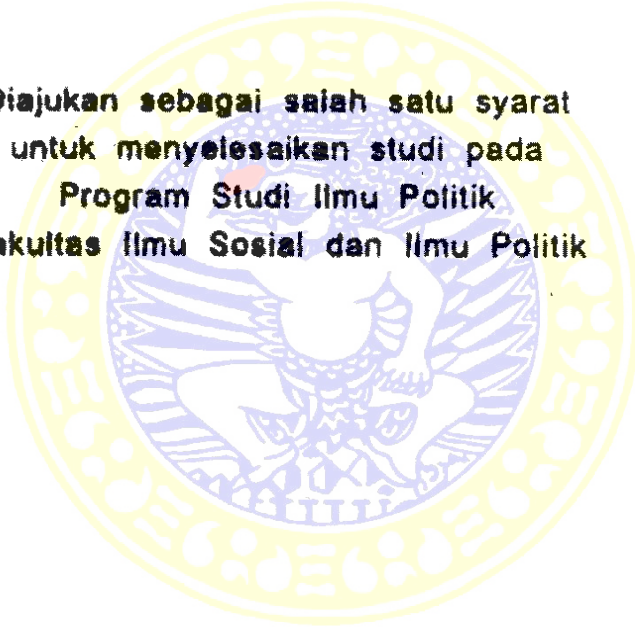 Diajukan sebagai salah satu syarat
untuk menyelesaikan studi pada
Program Studi Ilmu Politik
akultas Ilmu Sosial dan Ilmu Politik